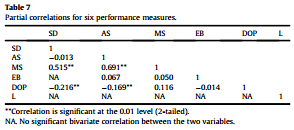 Table 7
Partial correlations for six performance measures.
SD AS MS EB DOP L
SD 1
AS -0.013 1
MS 0.515** 0.691** 1
EB NA 0.067 0.050 1
DOP -0.216** -0.169** 0.116 -0.014 1
L NA NA NA NA NA 1
**Correlation is significant at the 0.01 level (2-tailed).
NA. No significant bivariate correlation between the two variables.